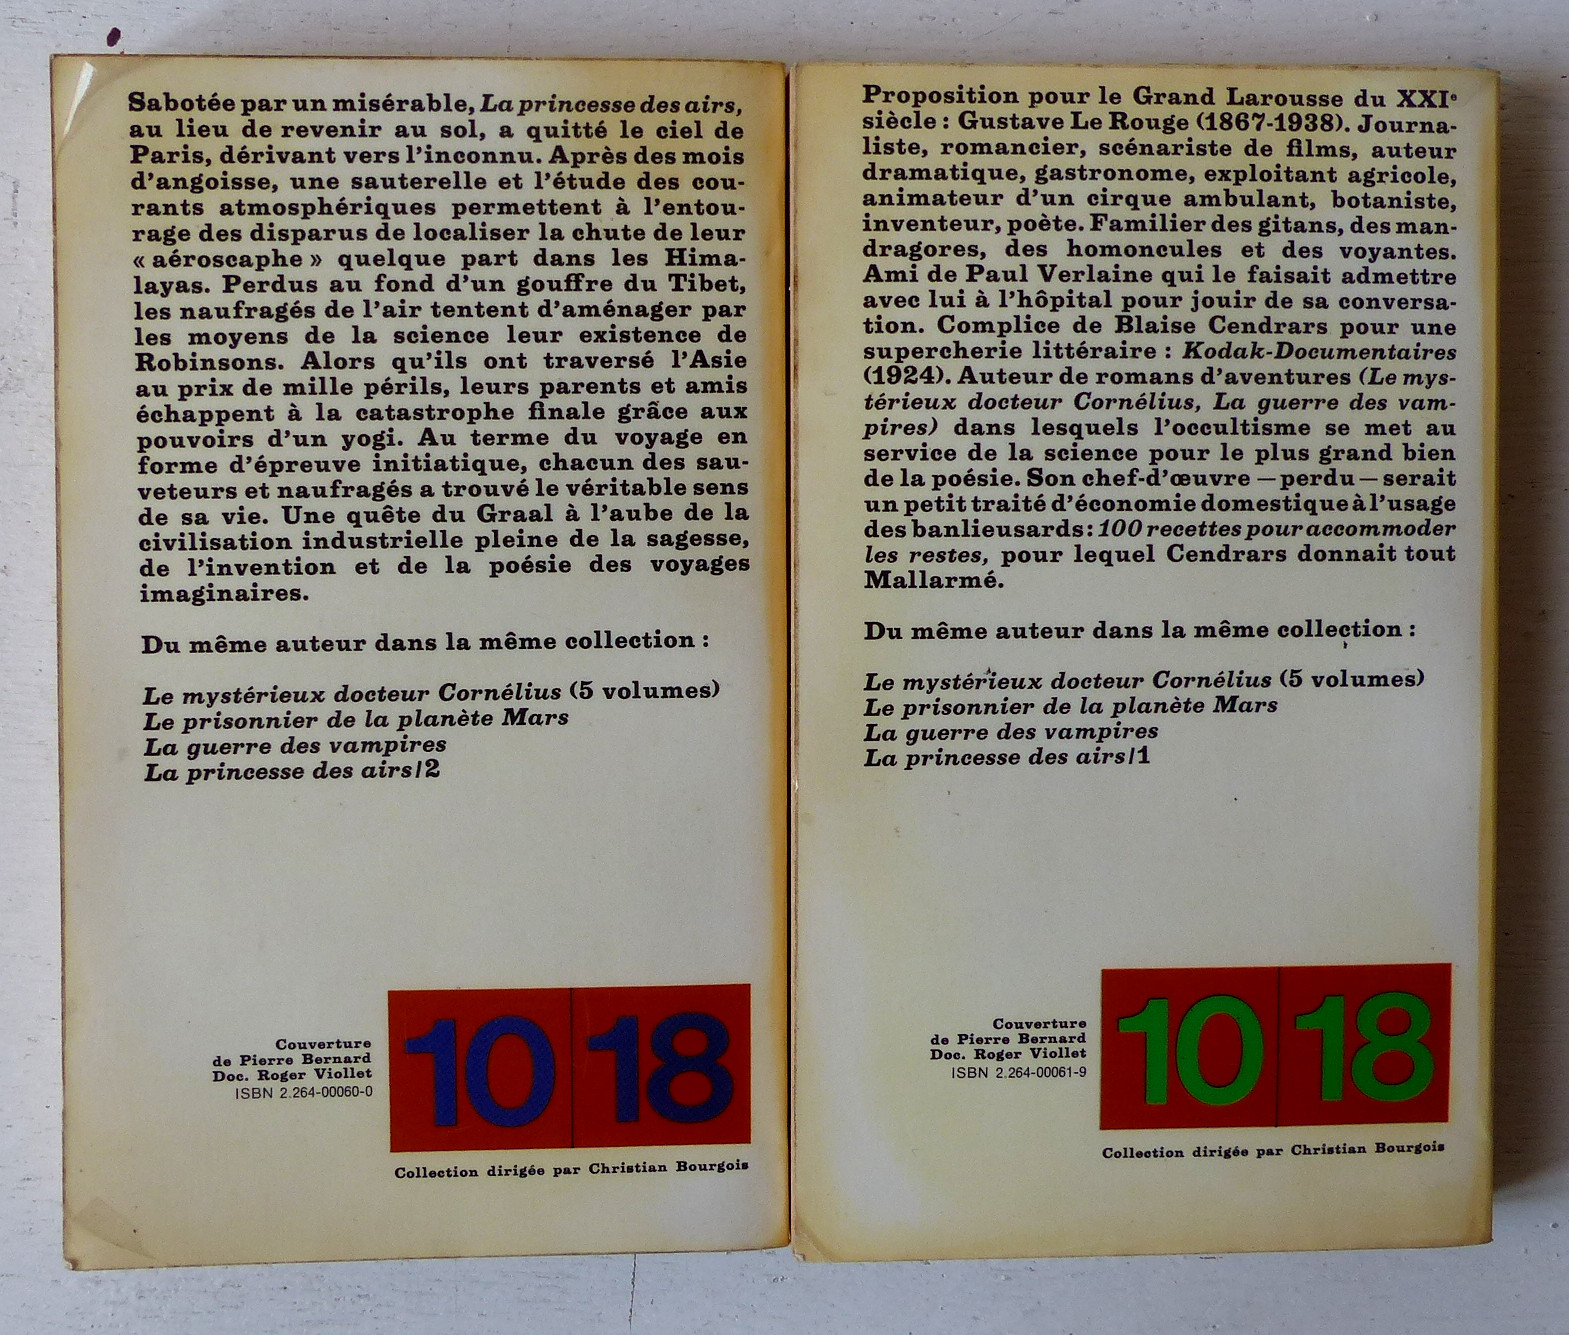 Sabotée par un misérable, La princesse des airs,
au lieu de revenir au sol, a quitté le ciel de
Paris, dérivant vers l'inconnu. Après des mois
d'angoisse, une sauterelle et l'étude des cou-
rants atmosphériques permettent à l'entou-
rage des disparus de localiser la chute de leur
« aéroscaphe » quelque part dans les Hima-
layas. Perdus au fond d'un gouffre du Tibet,
les naufragés de l'air tentent d'aménager par
les moyens de la science leur existence de
Robinsons. Alors qu'ils ont traversé l'Asie
au prix de mille périls, leurs parents et amis
échappent à la catastrophe finale grâce aux
pouvoirs d'un yogi. Au terme du voyage en
forme d'épreuve initiatique, chacun des sau-
veteurs et naufragés a trouvé le véritable sens
de sa vie. Une quête du Graal à l'aube de la
civilisation industrielle pleine de la sagesse,
de l'invention et de la poésie des voyages
imaginaires.
Du même auteur dans la même collection :
Le mystérieux docteur Cornélius (5 volumes)
Le prisonnier de la planète Mars
La guerre des vampires
La princesse des airs/2
Couverture
de Pierre Bernard
Doc. Roger Viollet
ISBN 2.264-00060-0
10 18
Collection dirigée par Christian Bourgois
Proposition pour le Grand Larousse du XXIe
siècle : Gustave Le Rouge (1867-1938). Journa-
liste, romancier, scénariste de films, auteur
dramatique, gastronome, exploitant agricole,
animateur d'un cirque ambulant, botaniste,
inventeur, poète. Familier des gitans, des man-
dragores, des homoncules et des voyantes.
Ami de Paul Verlaine qui le faisait admettre
avec lui à l'hôpital pour jouir de sa conversa-
tion. Complice de Blaise Cendrars pour une
supercherie littéraire : Kodak-Documentaires
(1924). Auteur de romans d'aventures (Le mys-
térieux docteur Cornélius, La guerre des vam-
pires) dans lesquels l'occultisme se met au
service de la science pour le plus grand bien
de la poésie. Son chef-d'œuvre — perdu — serait
un petit traité d'économie domestique à l'usage
des banlieusards : 100 recettes pour accommoder
les restes, pour lequel Cendrars donnait tout
Mallarmé.
Du même auteur dans la même collection :
Le mystérieux docteur Cornélius (5 volumes)
Le prisonnier de la planète Mars
La guerre des vampires
La princesse des airs/1
Couverture
de Pierre Bernard
Doc. Roger Viollet
ISBN 2.264-00061-9
10 18
Collection dirigée par Christian Bourgois